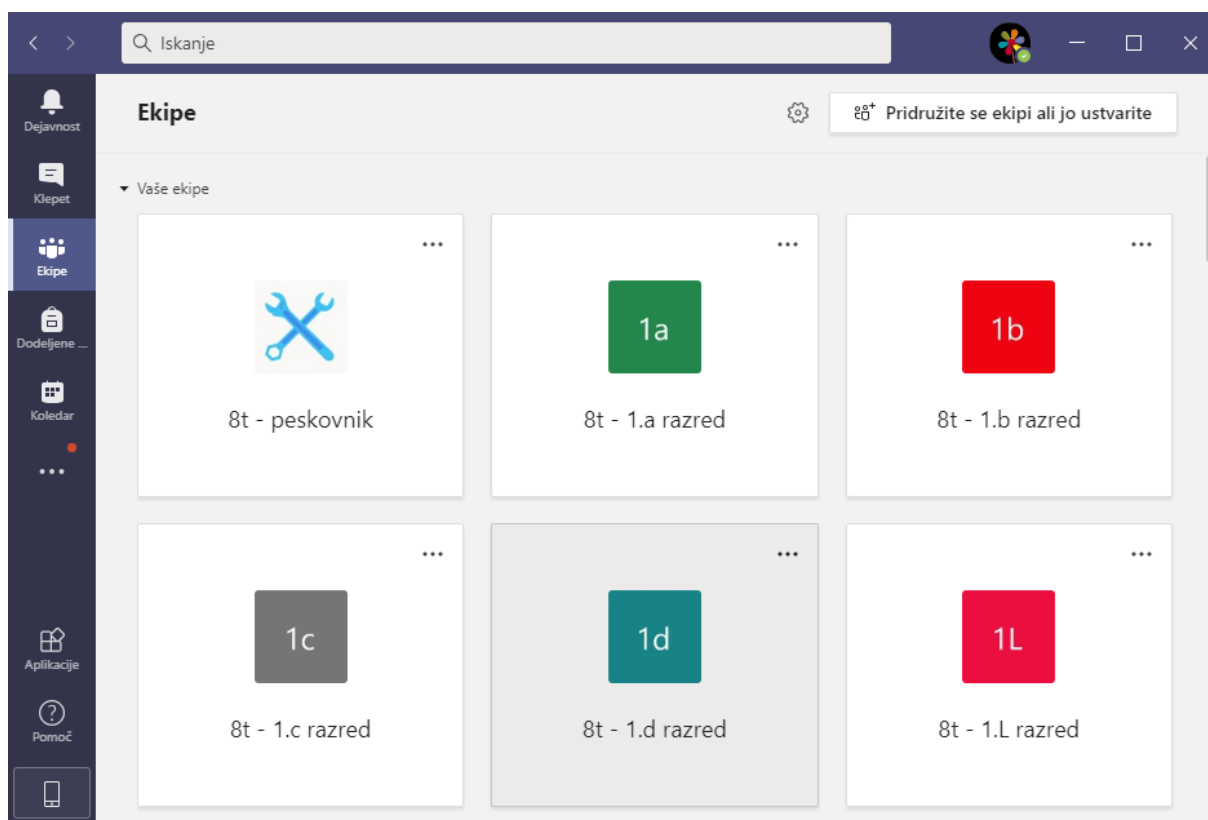 Iskanje
Dejavnost
Klepet
Ekipe
Dodeljene ...
Koledar
Aplikacije
Pomoč
Ekipe
Pridružite se ekipi ali jo ustvarite
Vaše ekipe
8t - peskovnik
1a
8t - 1.a razred
1b
8t - 1.b razred
1c
8t - 1.c razred
1d
8t - 1.d razred
1L
8t - 1.L razred